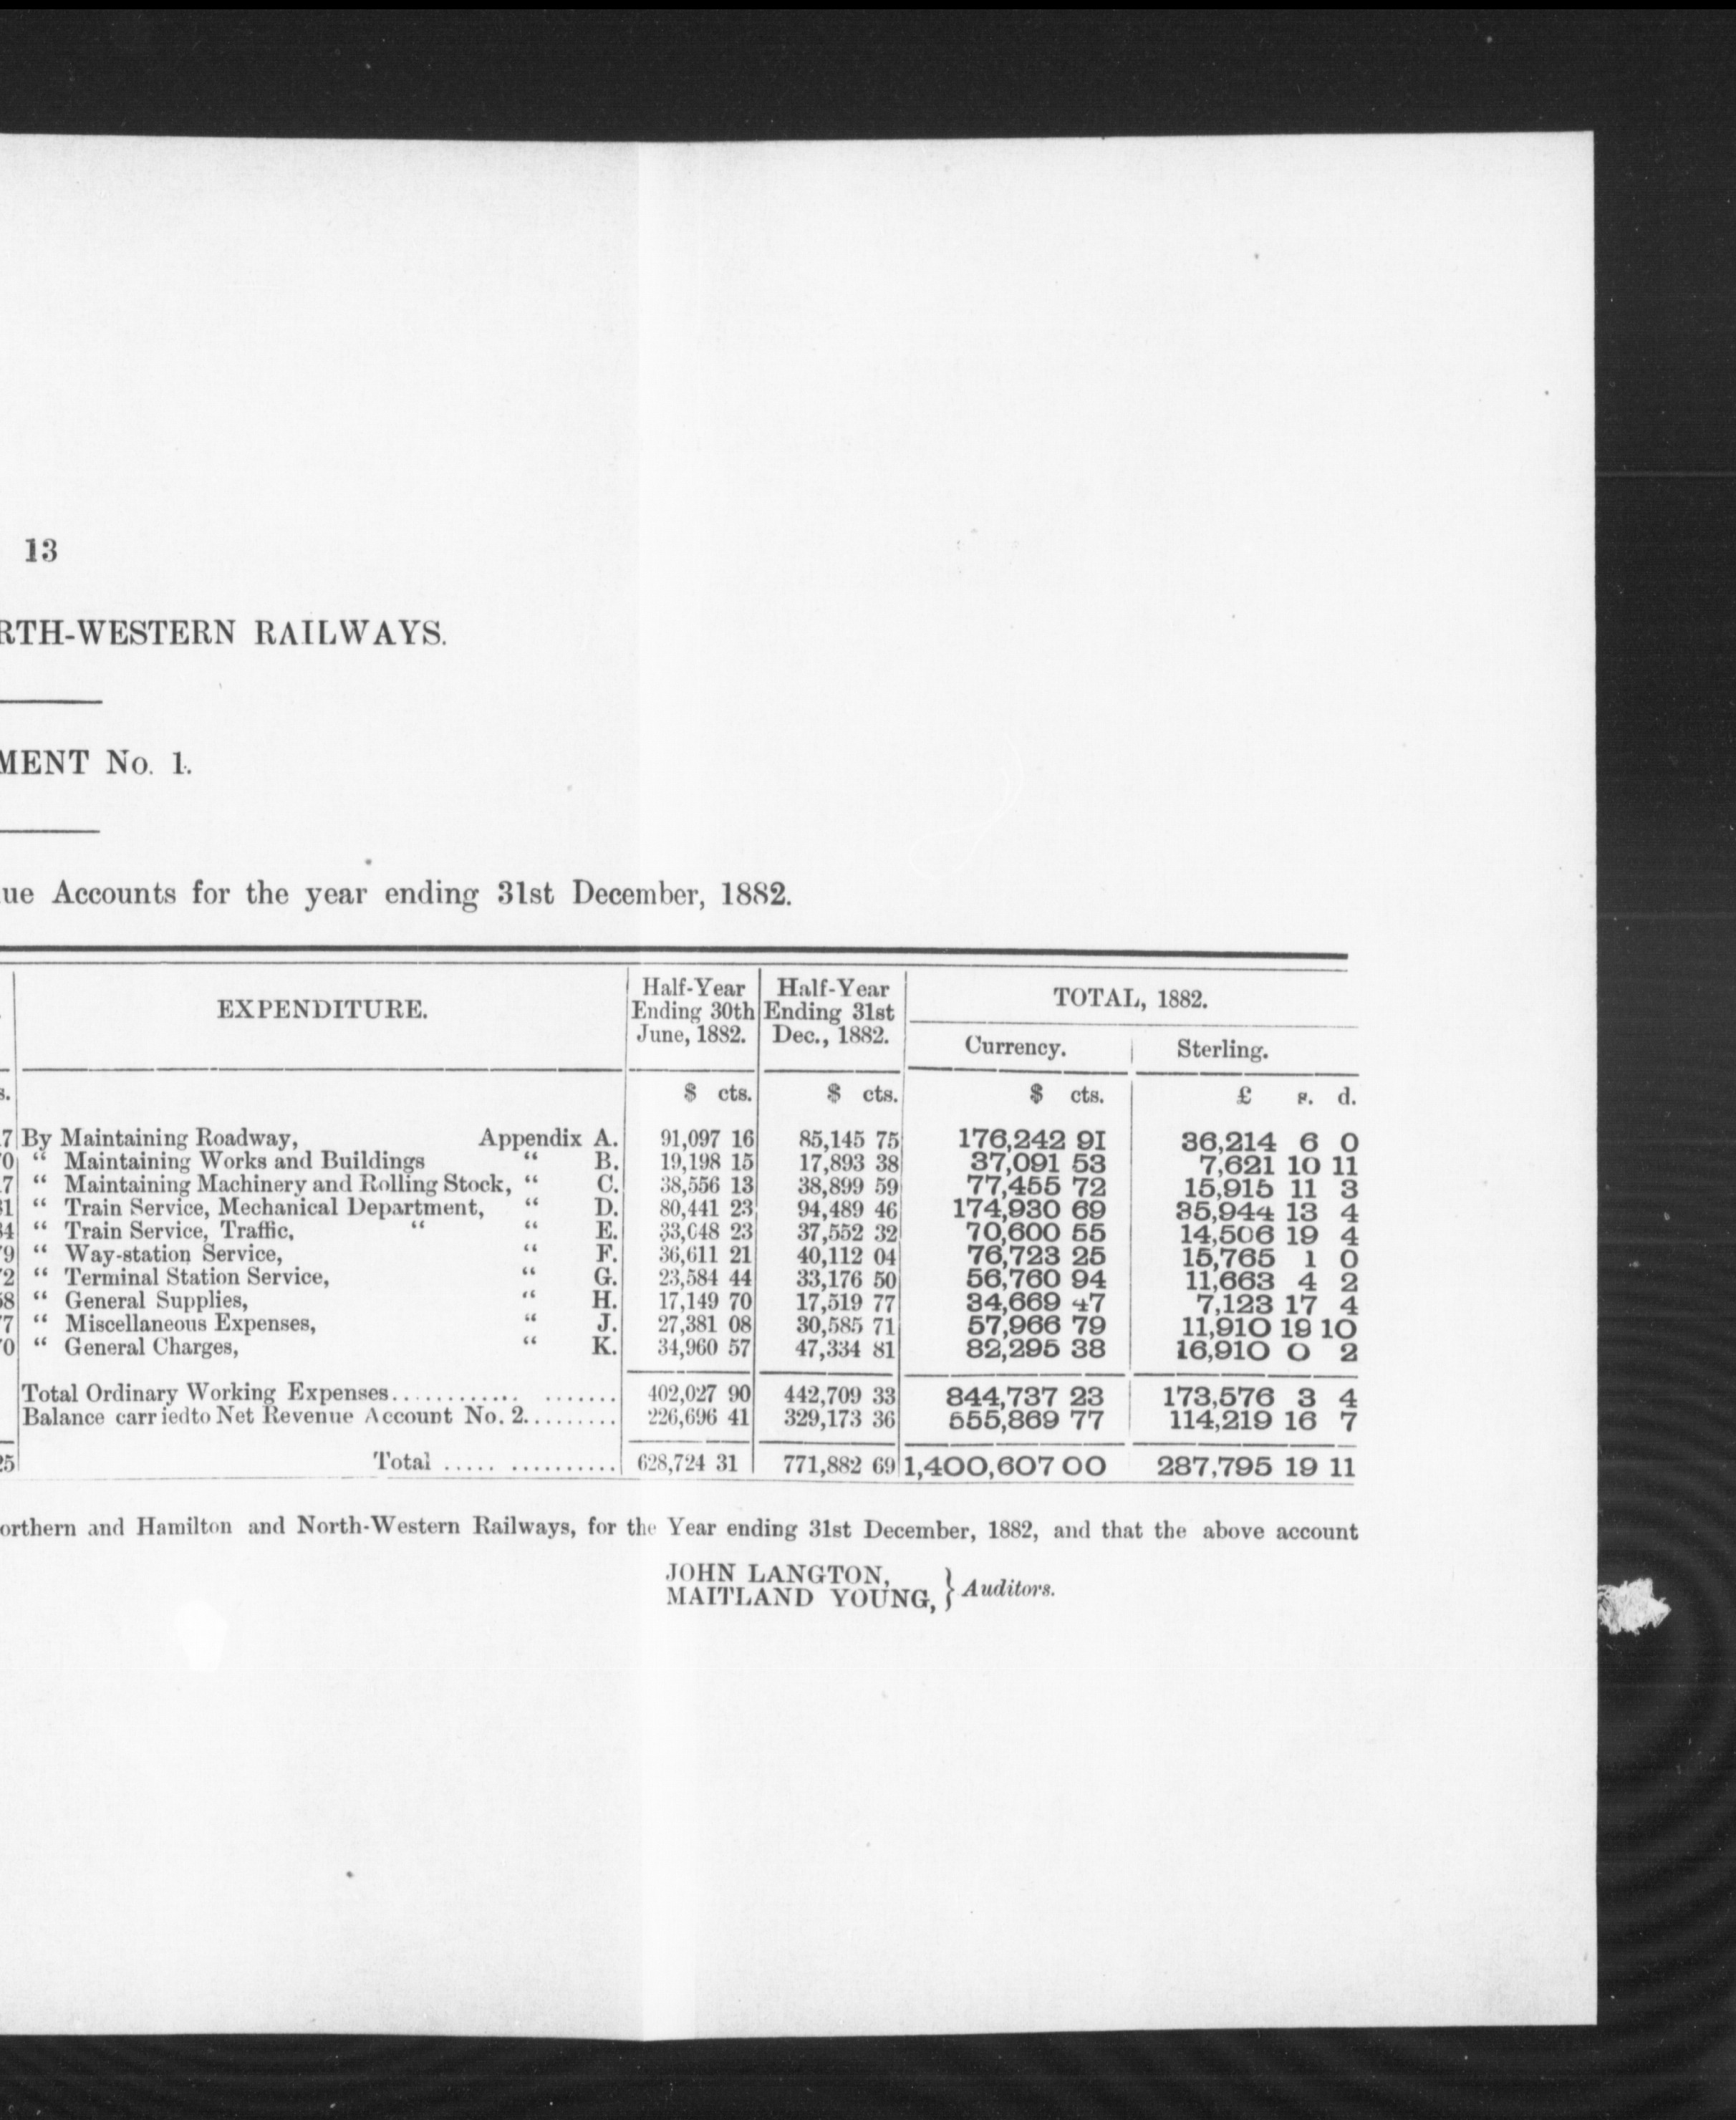 13
RTH-WESTERN RAILWAYS.
MENT No. 1.
ue Accounts for the year ending 31st December, 1882.
EXPENDITURE. Half-Year Ending 30th June, 1882. Half-Year Ending 31st Dec., 1882. TOTAL, 1882.
Currency. Sterling.
s. $ cts. $ cts. $ cts. £ s. d.
7 By Maintaining Roadway, Appendix A. 91,097 16 85,145 75 176,242 91 36,214 6 0
0 “ Maintaining Works and Buildings “ B. 19,198 15 17,893 38 37,091 53 7,621 10 11
7 “ Maintaining Machinery and Rolling Stock, “ C. 38,556 13 38,899 59 77,455 72 15,915 11 3
31 “ Train Service, Mechanical Department, “ D. 80,441 23 94,489 46 174,930 69 35,944 13 4
34 “ Train Service, Traffic, “ “ E. 33,048 23 37,552 32 70,600 55 14,506 19 4
9 “ Way-station Service, “ F. 36,611 21 40,112 04 76,723 25 15,765 1 0
2 “ Terminal Station Service, “ G. 23,584 44 33,176 50 56,760 94 11,663 4 2
58 “ General Supplies, “ H. 17,149 70 17,519 77 34,669 47 7,123 17 4
7 “ Miscellaneous Expenses, “ J. 27,381 08 30,585 71 57,966 79 11,910 19 10
0 “ General Charges, “ K. 34,960 57 47,334 81 82,295 38 16,910 0 2
Total Ordinary Working Expenses............ ....... 402,027 90 442,709 33 844,737 23 173,576 3 4
Balance carr iedto Net Revenue Account No. 2......... 226,696 41 329,173 36 555,869 77 114,219 16 7
25 Total ..... .......... 628,724 31 771,882 69 1,400,607 00 287,795 19 11
orthern and Hamilton and North-Western Railways, for the Year ending 31st December, 1882, and that the above account
JOHN LANGTON,
MAITLAND YOUNG, } Auditors.